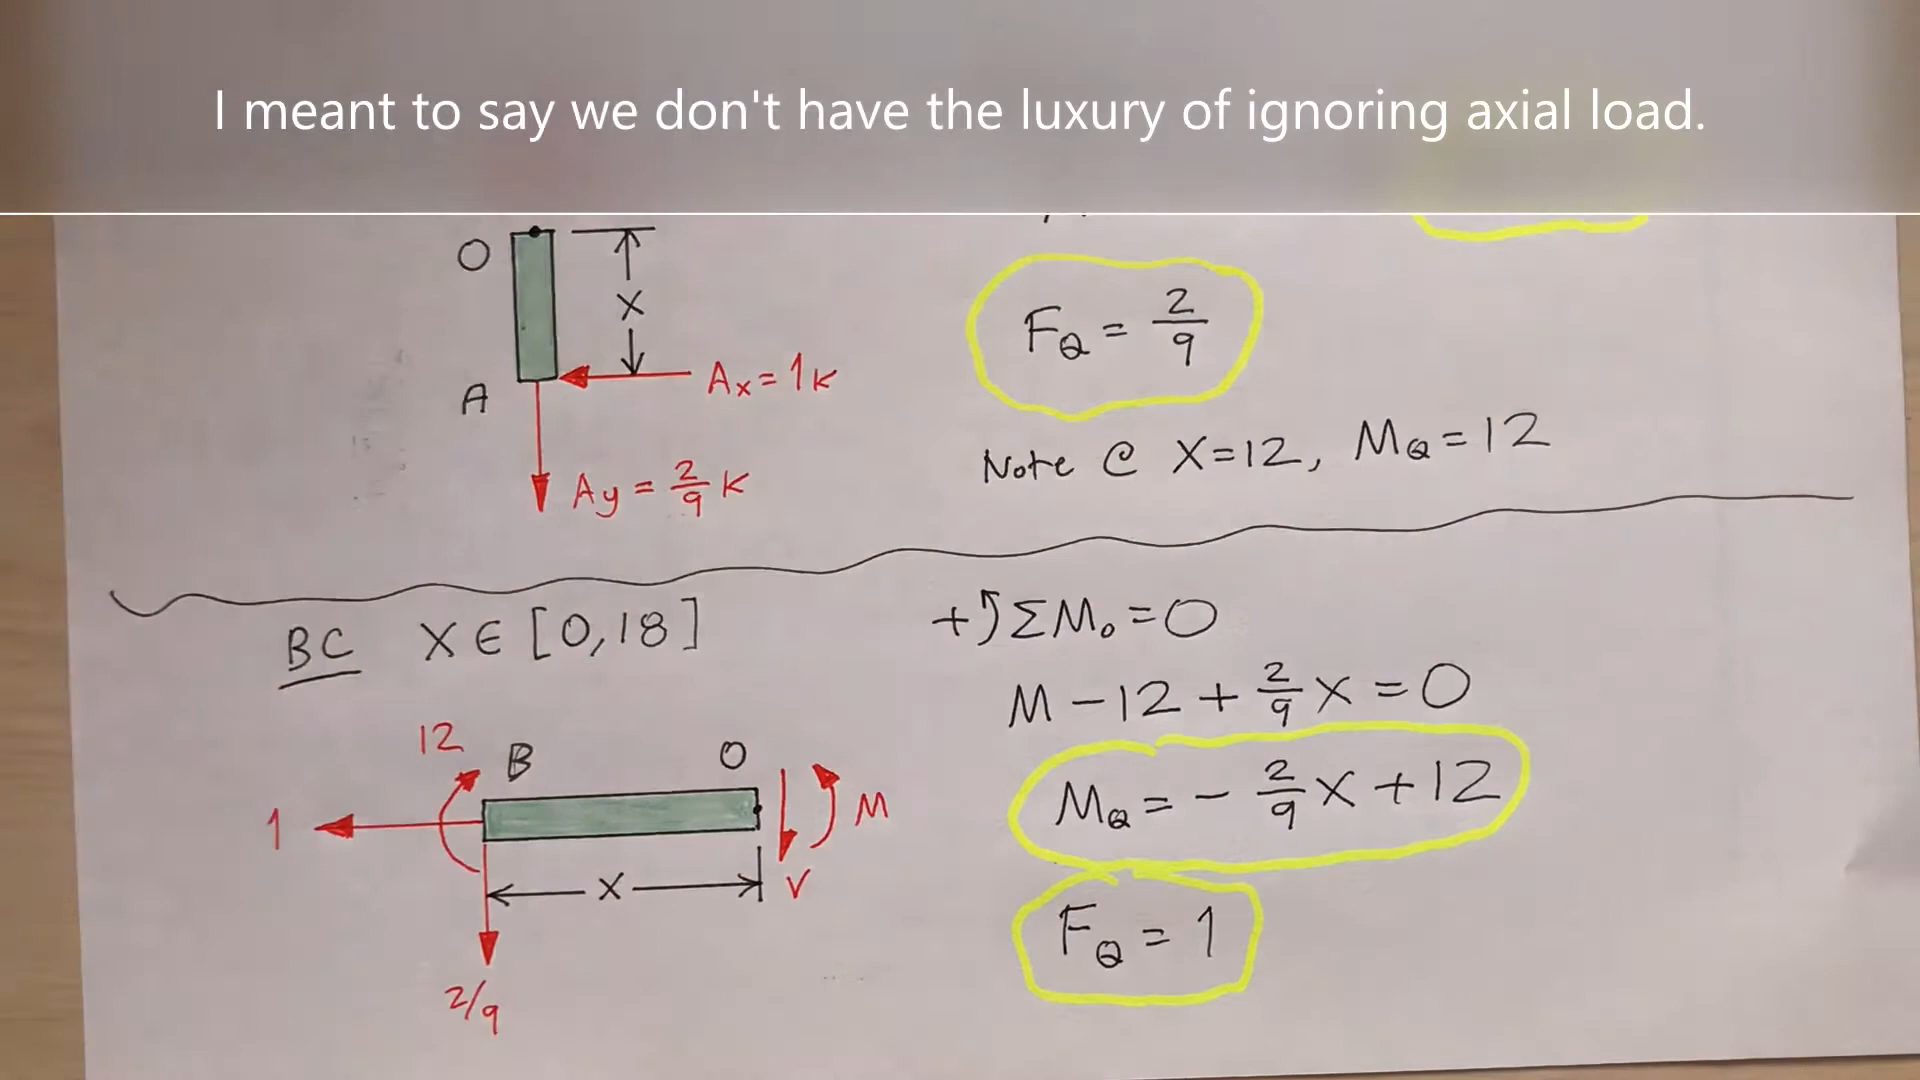 I meant to say we don't have the luxury of ignoring axial load.
O
X
A
Ax = 1k
Ay = 2/9 k
FQ = 2/9
Note @ X=12, MQ = 12
BC X ∈ [0,18]
12
B
O
1
M
X
V
2/9
+↺ ΣMo = 0
M - 12 + 2/9 X = 0
MQ = - 2/9 X + 12
FQ = 1